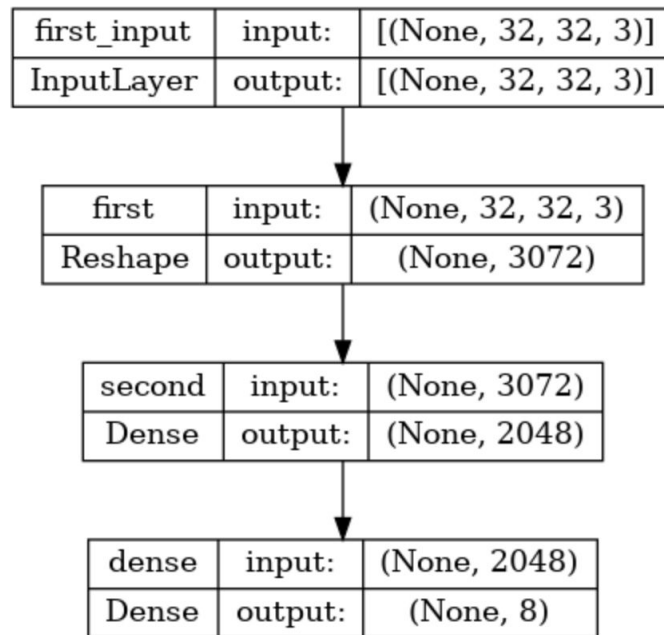 first_input input: [(None, 32, 32, 3)]
InputLayer output: [(None, 32, 32, 3)]
first input: (None, 32, 32, 3)
Reshape output: (None, 3072)
second input: (None, 3072)
Dense output: (None, 2048)
dense input: (None, 2048)
Dense output: (None, 8)